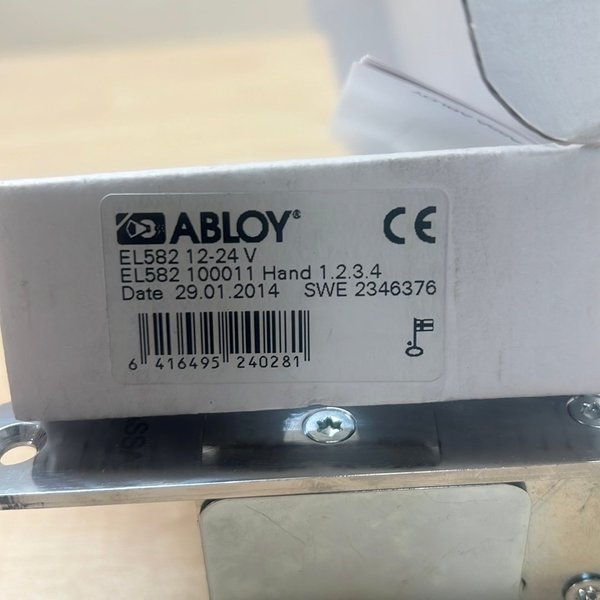 ABLOY®
CE
EL582 12-24 V
EL582 100011 Hand 1.2.3.4
Date 29.01.2014 SWE 2346376
6 416495 240281